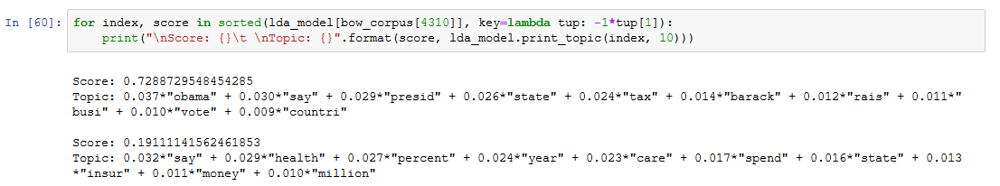 In [60]: for index, score in sorted(lda_model[bow_corpus[4310]], key=lambda tup: -1*tup[1]):
    print("\nScore: {}\t \nTopic: {}".format(score, lda_model.print_topic(index, 10)))
Score: 0.7288729548454285
Topic: 0.037*"obama" + 0.030*"say" + 0.029*"presid" + 0.026*"state" + 0.024*"tax" + 0.014*"barack" + 0.012*"rais" + 0.011*"
busi" + 0.010*"vote" + 0.009*"countri"
Score: 0.19111141562461853
Topic: 0.032*"say" + 0.029*"health" + 0.027*"percent" + 0.024*"year" + 0.023*"care" + 0.017*"spend" + 0.016*"state" + 0.013
*"insur" + 0.011*"money" + 0.010*"million"